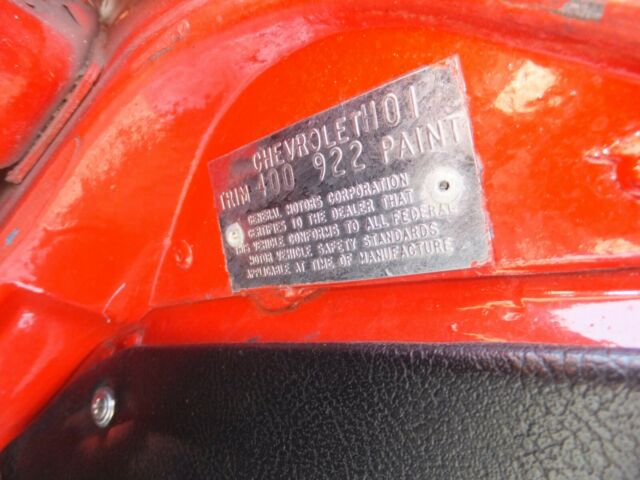 CHEVROLET H01
TRIM 400 922 PAINT
GENERAL MOTORS CORPORATION
CERTIFIES TO THE DEALER THAT
THIS VEHICLE CONFORMS TO ALL FEDERAL
MOTOR VEHICLE SAFETY STANDARDS
APPLICABLE AT TIME OF MANUFACTURE